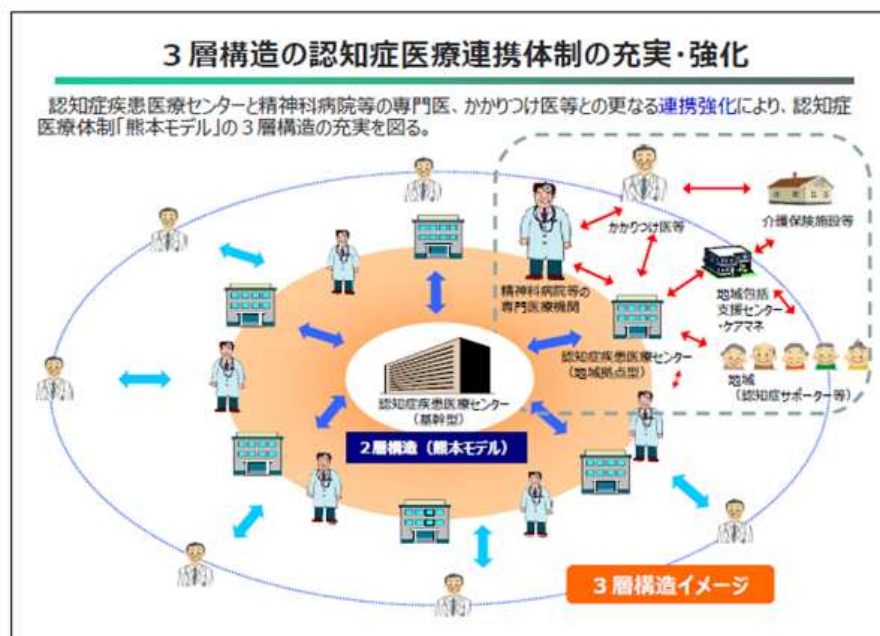 ３層構造の認知症医療連携体制の充実・強化
認知症疾患医療センターと精神科病院等の専門医、かかりつけ医等との更なる連携強化により、認知症
医療体制「熊本モデル」の３層構造の充実を図る。
かかりつけ医等
介護保険施設等
精神科病院等の
専門医療機関
地域包括
支援センター
・ケアマネ
認知症疾患医療センター
（地域拠点型）
地域
（認知症サポーター等）
認知症疾患医療センター
（基幹型）
２層構造（熊本モデル）
３層構造イメージ